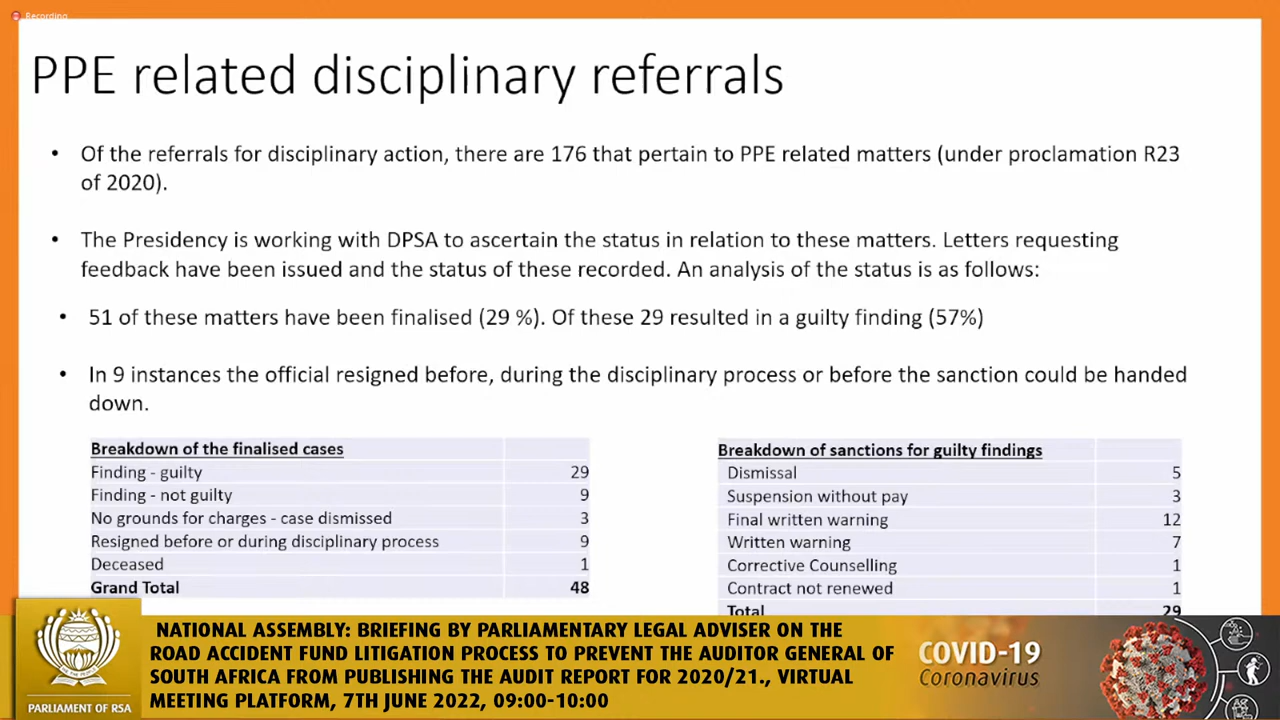 Recording
PPE related disciplinary referrals
• Of the referrals for disciplinary action, there are 176 that pertain to PPE related matters (under proclamation R23
of 2020).
• The Presidency is working with DPSA to ascertain the status in relation to these matters. Letters requesting
feedback have been issued and the status of these recorded. An analysis of the status is as follows:
• 51 of these matters have been finalised (29 %). Of these 29 resulted in a guilty finding (57%)
• In 9 instances the official resigned before, during the disciplinary process or before the sanction could be handed
down.
Breakdown of the finalised cases
Finding - guilty 29
Finding - not guilty 9
No grounds for charges - case dismissed 3
Resigned before or during disciplinary process 9
Deceased 1
Grand Total 48
Breakdown of sanctions for guilty findings
Dismissal 5
Suspension without pay 3
Final written warning 12
Written warning 7
Corrective Counselling 1
Contract not renewed 1
Total 29
PARLIAMENT OF RSA
NATIONAL ASSEMBLY: BRIEFING BY PARLIAMENTARY LEGAL ADVISER ON THE
ROAD ACCIDENT FUND LITIGATION PROCESS TO PREVENT THE AUDITOR GENERAL OF
SOUTH AFRICA FROM PUBLISHING THE AUDIT REPORT FOR 2020/21., VIRTUAL
MEETING PLATFORM, 7TH JUNE 2022, 09:00-10:00
COVID-19
Coronavirus